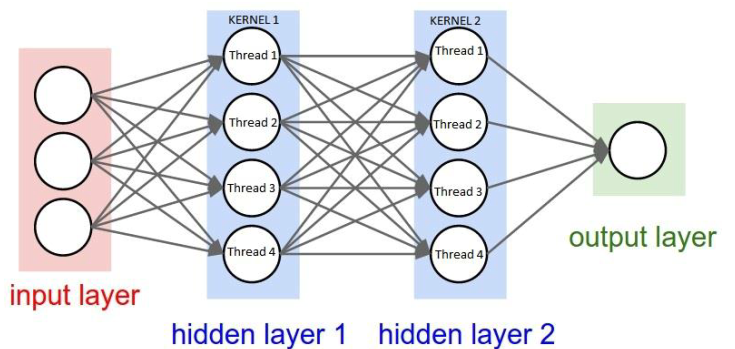 KERNEL 1
Thread 1
Thread 2
Thread 3
Thread 4
KERNEL 2
Thread 1
Thread 2
Thread 3
Thread 4
input layer
hidden layer 1
hidden layer 2
output layer